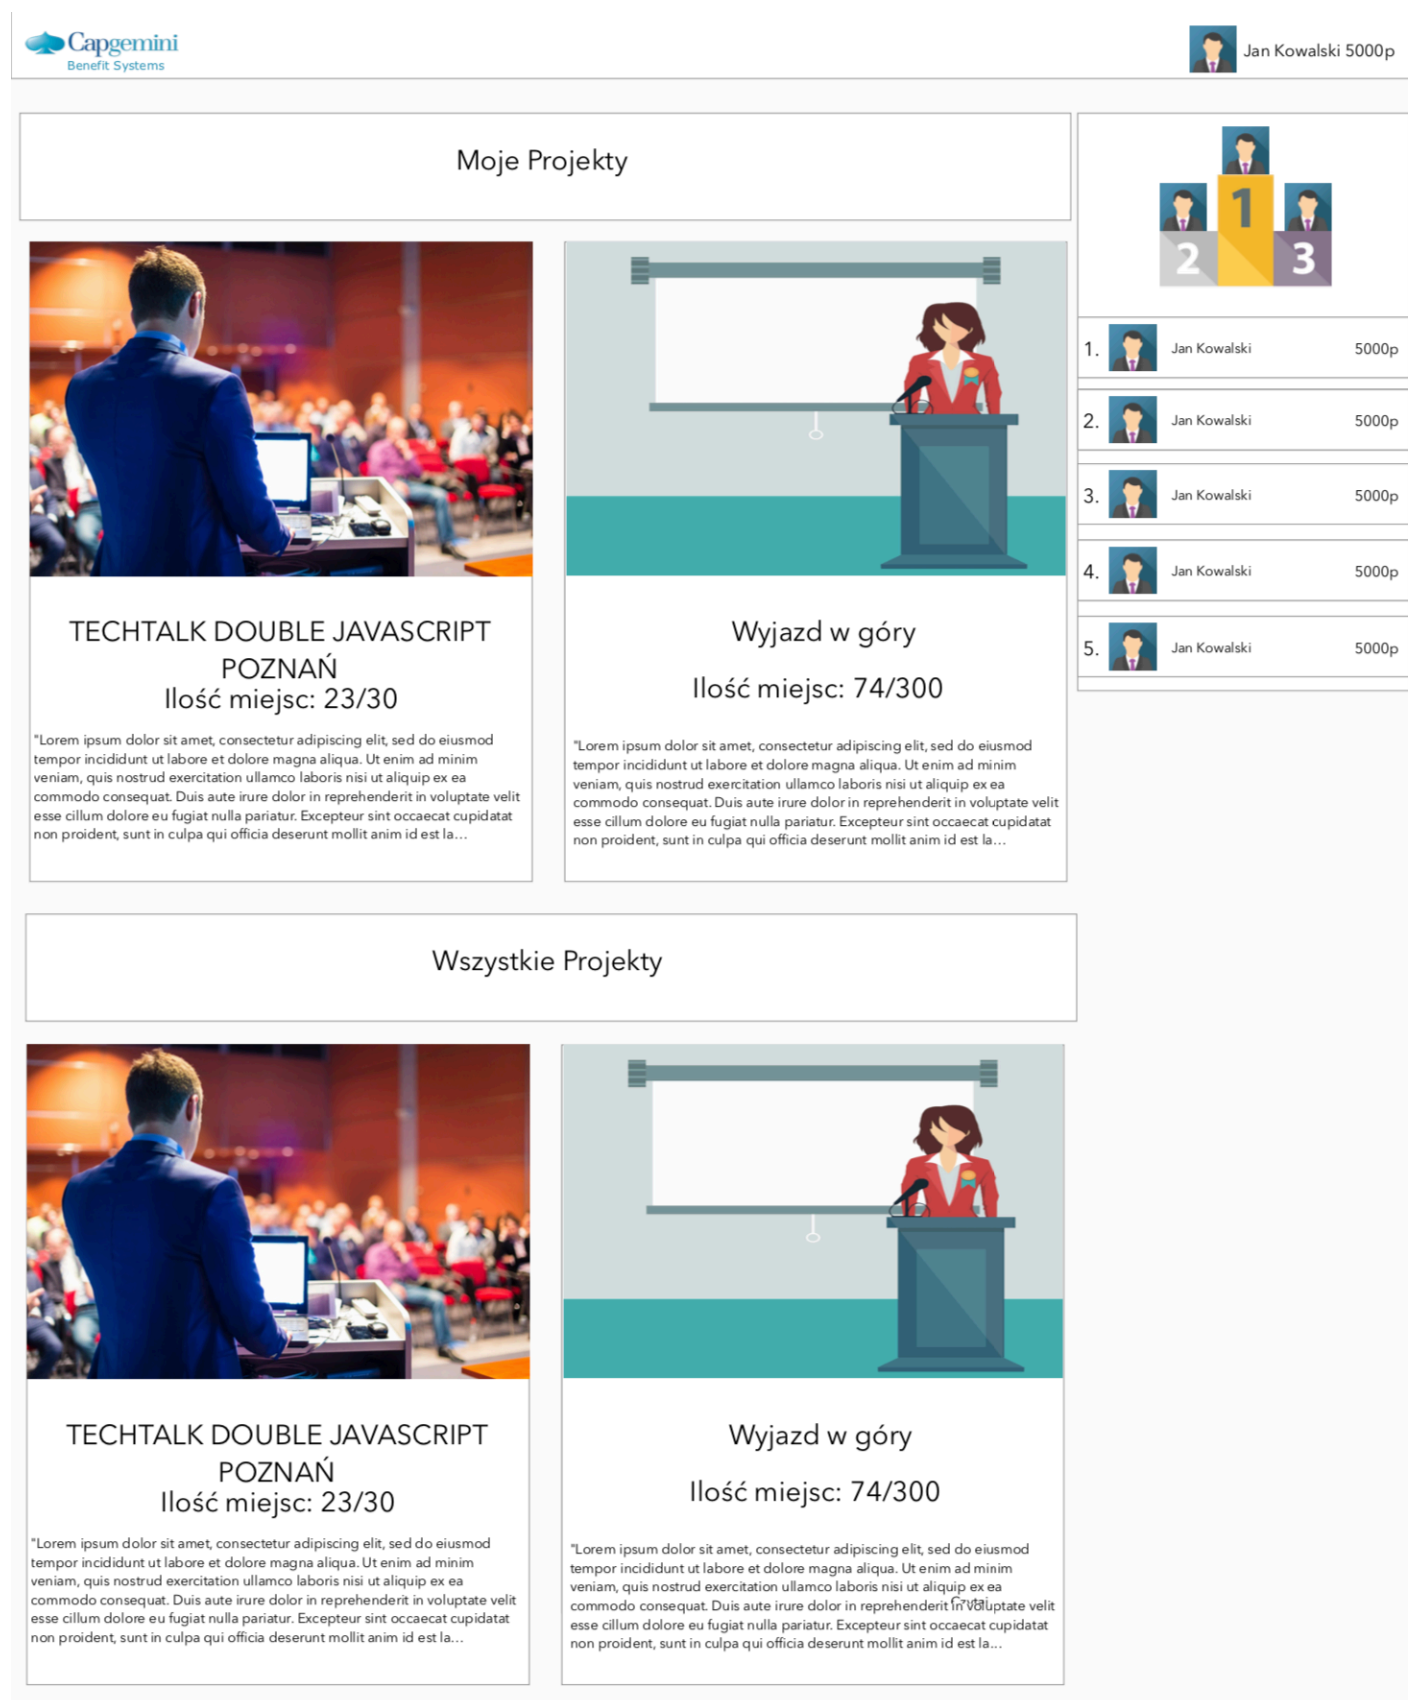 Capgemini
Benefit Systems
Jan Kowalski 5000p
Moje Projekty
1
2
3
1. Jan Kowalski 5000p
2. Jan Kowalski 5000p
3. Jan Kowalski 5000p
4. Jan Kowalski 5000p
5. Jan Kowalski 5000p
TECHTALK DOUBLE JAVASCRIPT
POZNAŃ
Ilość miejsc: 23/30
"Lorem ipsum dolor sit amet, consectetur adipiscing elit, sed do eiusmod
tempor incididunt ut labore et dolore magna aliqua. Ut enim ad minim
veniam, quis nostrud exercitation ullamco laboris nisi ut aliquip ex ea
commodo consequat. Duis aute irure dolor in reprehenderit in voluptate velit
esse cillum dolore eu fugiat nulla pariatur. Excepteur sint occaecat cupidatat
non proident, sunt in culpa qui officia deserunt mollit anim id est la...
Wyjazd w góry
Ilość miejsc: 74/300
"Lorem ipsum dolor sit amet, consectetur adipiscing elit, sed do eiusmod
tempor incididunt ut labore et dolore magna aliqua. Ut enim ad minim
veniam, quis nostrud exercitation ullamco laboris nisi ut aliquip ex ea
commodo consequat. Duis aute irure dolor in reprehenderit in voluptate velit
esse cillum dolore eu fugiat nulla pariatur. Excepteur sint occaecat cupidatat
non proident, sunt in culpa qui officia deserunt mollit anim id est la...
Wszystkie Projekty
TECHTALK DOUBLE JAVASCRIPT
POZNAŃ
Ilość miejsc: 23/30
"Lorem ipsum dolor sit amet, consectetur adipiscing elit, sed do eiusmod
tempor incididunt ut labore et dolore magna aliqua. Ut enim ad minim
veniam, quis nostrud exercitation ullamco laboris nisi ut aliquip ex ea
commodo consequat. Duis aute irure dolor in reprehenderit in voluptate velit
esse cillum dolore eu fugiat nulla pariatur. Excepteur sint occaecat cupidatat
non proident, sunt in culpa qui officia deserunt mollit anim id est la...
Wyjazd w góry
Ilość miejsc: 74/300
"Lorem ipsum dolor sit amet, consectetur adipiscing elit, sed do eiusmod
tempor incididunt ut labore et dolore magna aliqua. Ut enim ad minim
veniam, quis nostrud exercitation ullamco laboris nisi ut aliquip ex ea
commodo consequat. Duis aute irure dolor in reprehenderit in voluptate velit
esse cillum dolore eu fugiat nulla pariatur. Excepteur sint occaecat cupidatat
non proident, sunt in culpa qui officia deserunt mollit anim id est la...